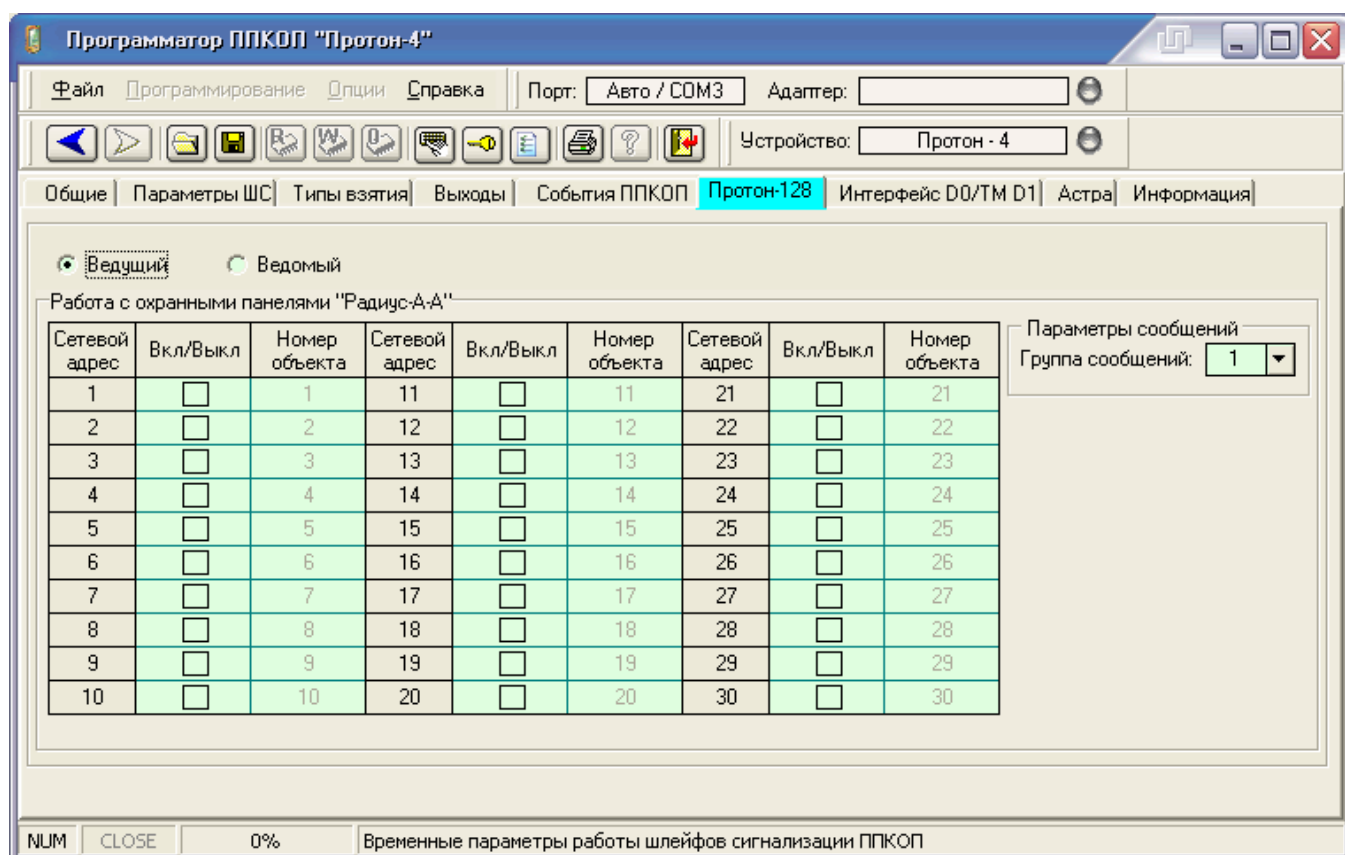 Программатор ППКОП "Протон-4"
Файл Программирование Опции Справка Порт: Авто / COM3 Адаптер:
Устройство: Протон - 4
Общие Параметры ШС Типы взятия Выходы События ППКОП Протон-128 Интерфейс D0/TM D1 Астра Информация
Ведущий Ведомый
Работа с охранными панелями "Радиус-А-А"
Сетевой адрес Вкл/Выкл Номер объекта Сетевой адрес Вкл/Выкл Номер объекта Сетевой адрес Вкл/Выкл Номер объекта
Параметры сообщений
Группа сообщений: 1
1 1 11 11 21 21
2 2 12 12 22 22
3 3 13 13 23 23
4 4 14 14 24 24
5 5 15 15 25 25
6 6 16 16 26 26
7 7 17 17 27 27
8 8 18 18 28 28
9 9 19 19 29 29
10 10 20 20 30 30
NUM CLOSE 0% Временные параметры работы шлейфов сигнализации ППКОП